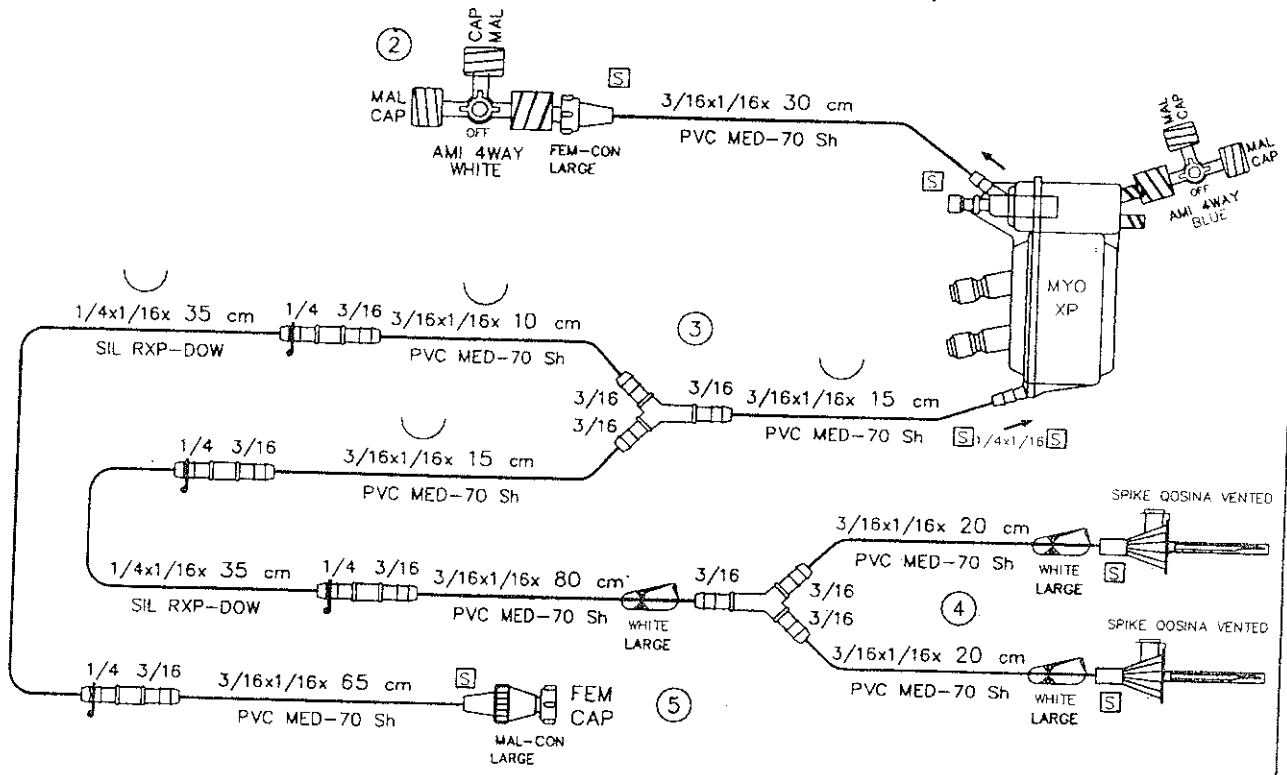 2
CAP
MAL
MAL
CAP
OFF
AMI 4WAY
WHITE
FEM-CON
LARGE
S
3/16x1/16x 30 cm
PVC MED-70 Sh
S
MAL
CAP
MAL
CAP
OFF
AMI 4WAY
BLUE
MYO
XP
1/4x1/16x 35 cm
SIL RXP-DOW
1/4 3/16
3/16x1/16x 10 cm
PVC MED-70 Sh
3
3/16
3/16
3/16
3/16x1/16x 15 cm
PVC MED-70 Sh
S 1/4x1/16 S
1/4 3/16
3/16x1/16x 15 cm
PVC MED-70 Sh
1/4x1/16x 35 cm
SIL RXP-DOW
1/4 3/16
3/16x1/16x 80 cm
PVC MED-70 Sh
WHITE
LARGE
3/16
3/16
3/16
3/16x1/16x 20 cm
PVC MED-70 Sh
WHITE
LARGE
S
SPIKE QOSINA VENTED
4
3/16x1/16x 20 cm
PVC MED-70 Sh
WHITE
LARGE
S
SPIKE QOSINA VENTED
1/4 3/16
3/16x1/16x 65 cm
PVC MED-70 Sh
S
MAL-CON
LARGE
FEM
CAP
5